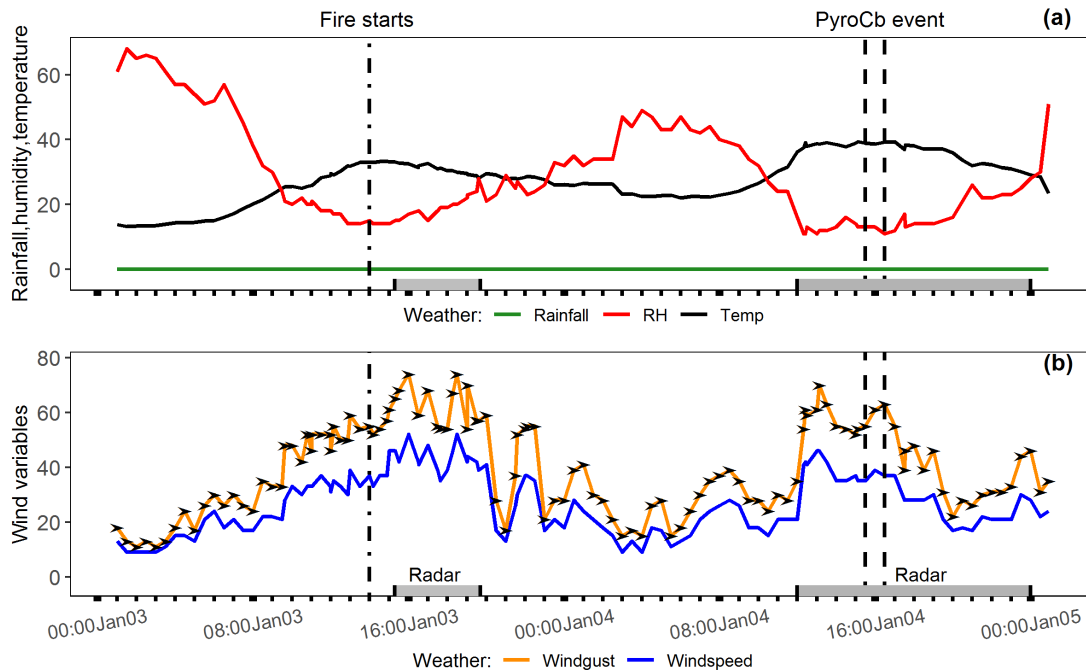 Fire starts PyroCb event (a)
Rainfall,humidity,temperature
60
40
20
0
Weather: Rainfall RH Temp
(b)
Wind variables
80
60
40
20
0
Radar Radar
00:00Jan03 08:00Jan03 16:00Jan03 00:00Jan04 08:00Jan04 16:00Jan04 00:00Jan05
Weather: Windgust Windspeed